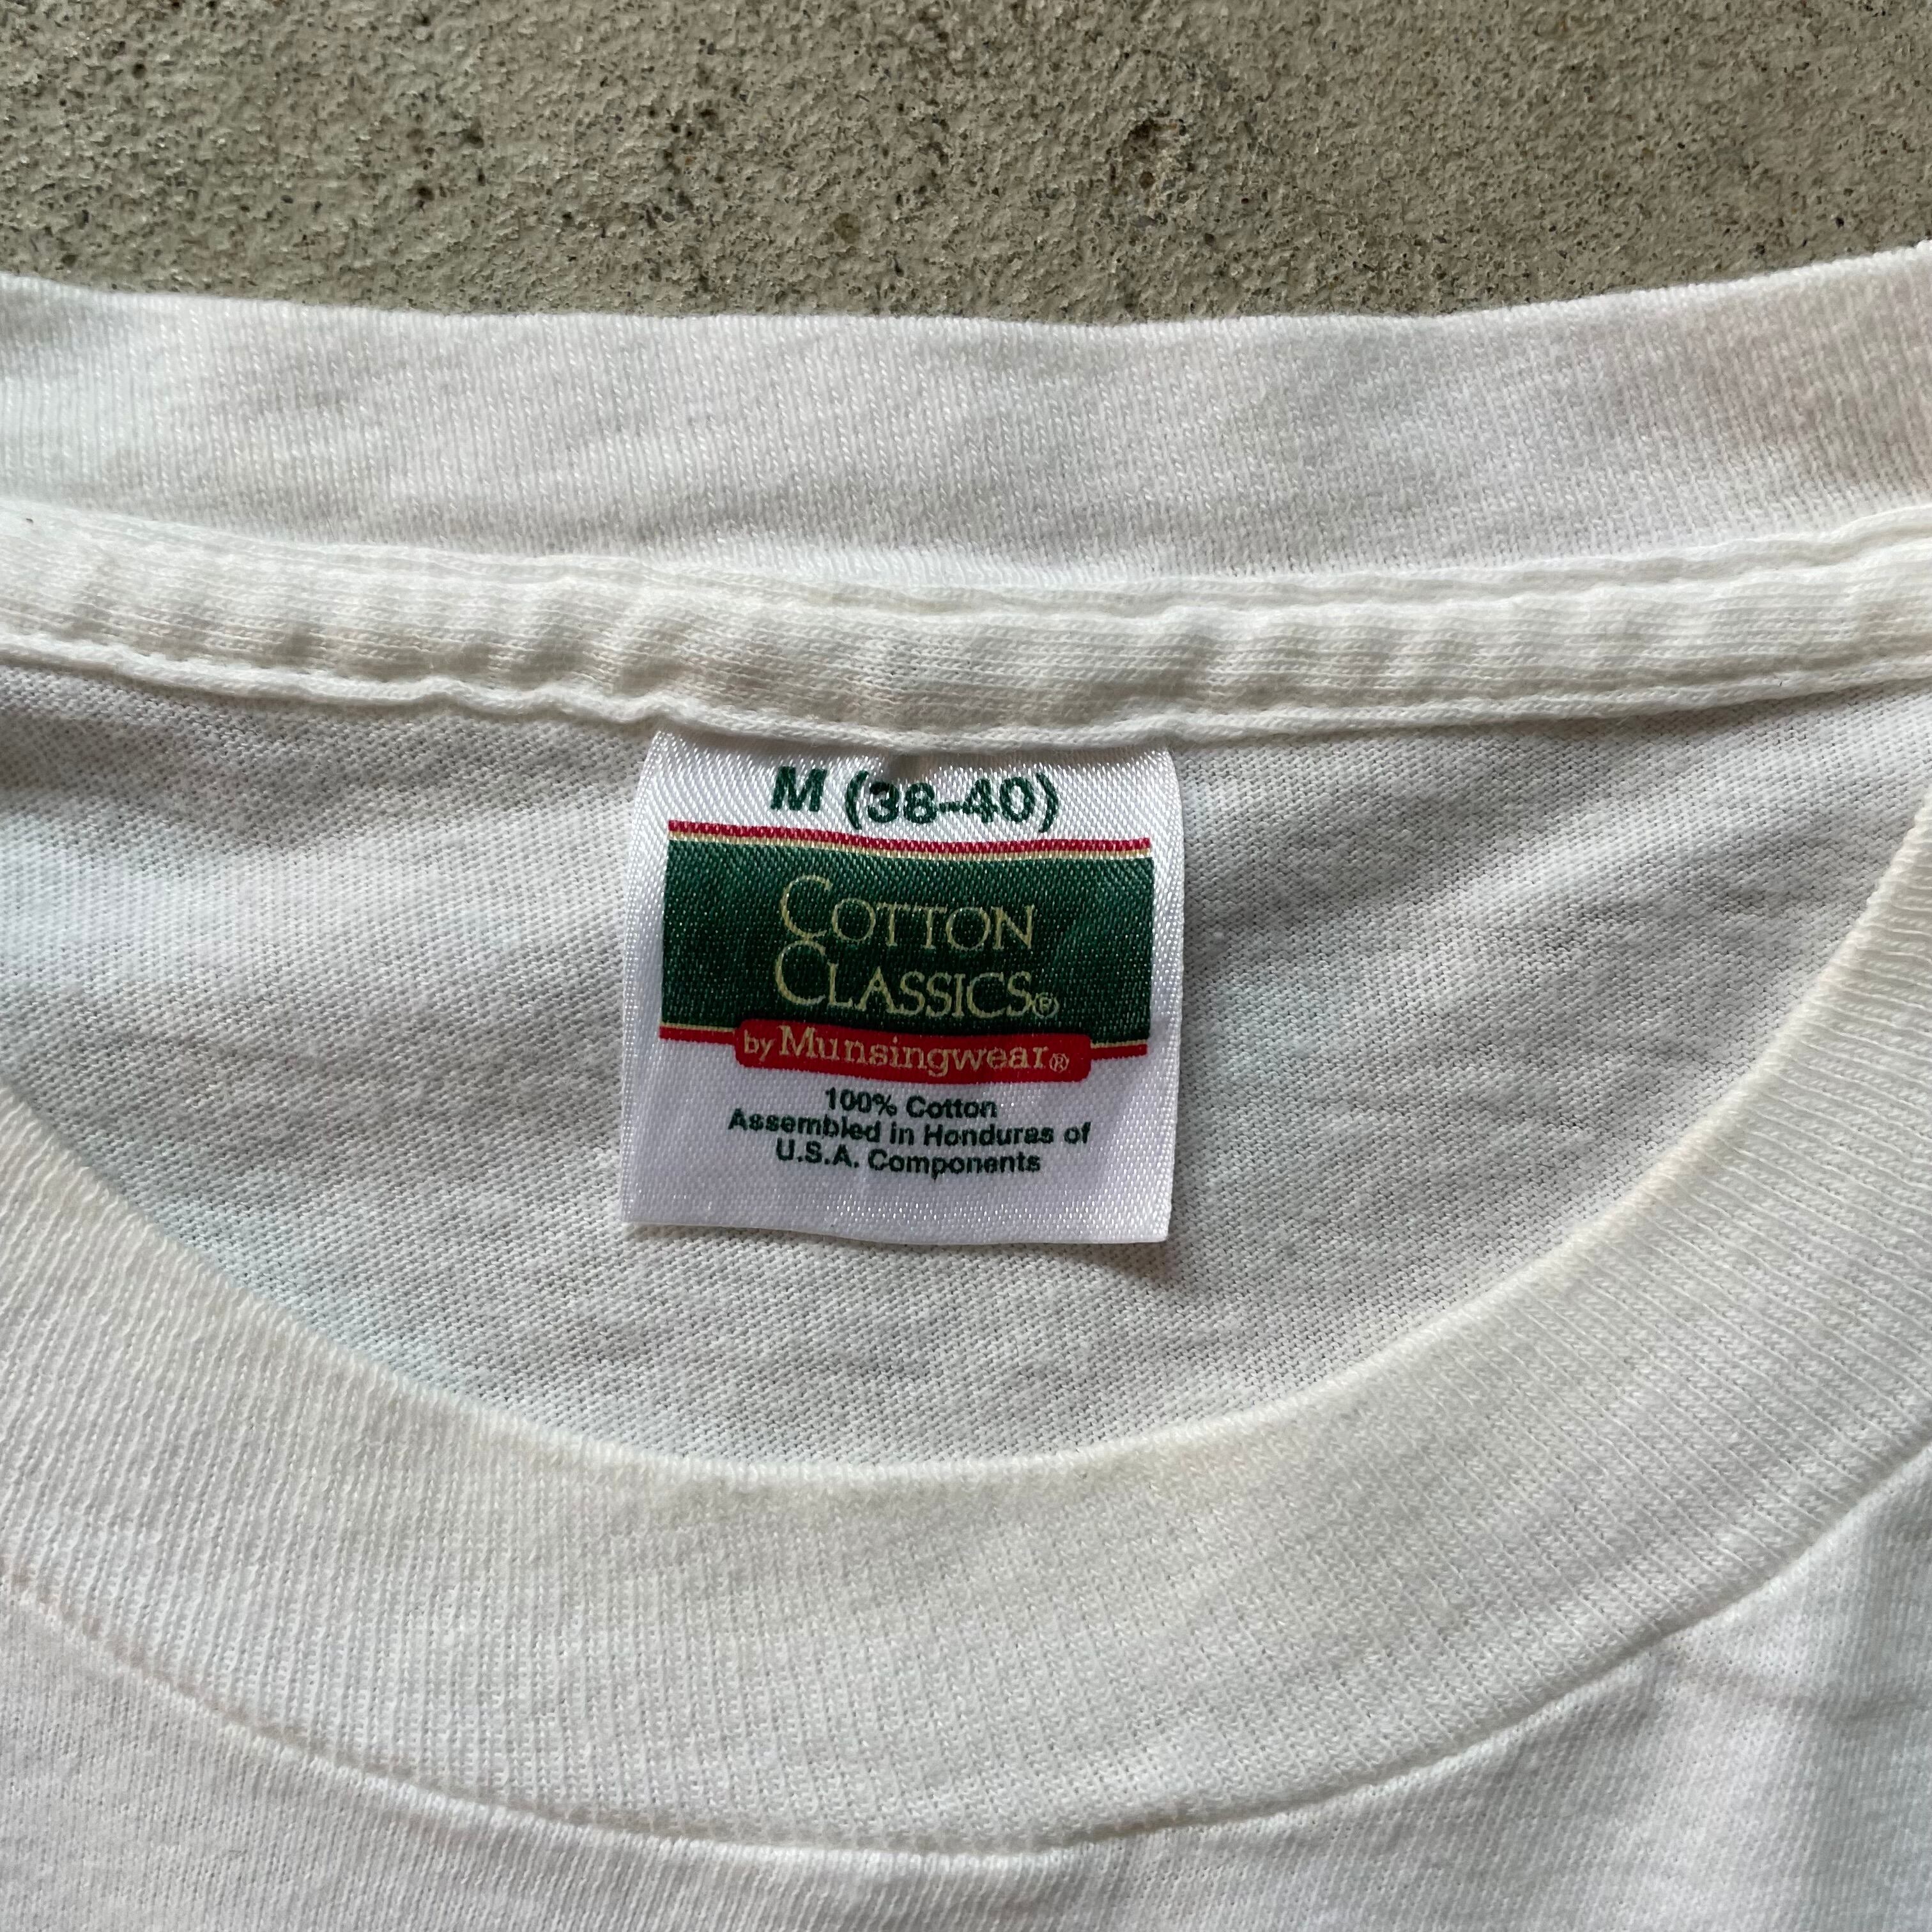 M (38-40)
COTTON
CLASSICS®
by Munsingwear®
100% Cotton
Assembled in Honduras of
U.S.A. Components